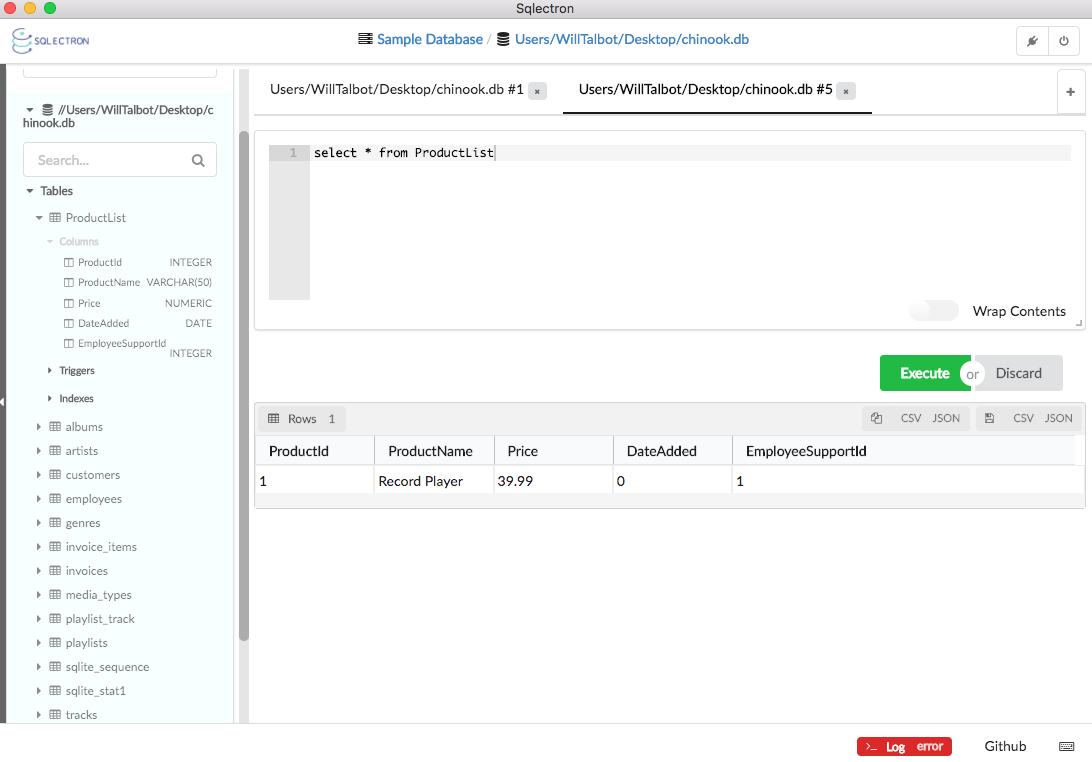 Sqlectron
SQLECTRON
Sample Database / Users/WillTalbot/Desktop/chinook.db
//Users/WillTalbot/Desktop/c
hinook.db
Search...
Tables
ProductList
Columns
ProductId INTEGER
ProductName VARCHAR(50)
Price NUMERIC
DateAdded DATE
EmployeeSupportId
INTEGER
Triggers
Indexes
albums
artists
customers
employees
genres
invoice_items
invoices
media_types
playlist_track
playlists
sqlite_sequence
sqlite_stat1
tracks
Users/WillTalbot/Desktop/chinook.db #1 ×
Users/WillTalbot/Desktop/chinook.db #5 ×
+
1 select * from ProductList
Wrap Contents
Execute or Discard
Rows 1
CSV JSON
CSV JSON
ProductId ProductName Price DateAdded EmployeeSupportId
1 Record Player 39.99 0 1
>_ Log error
Github